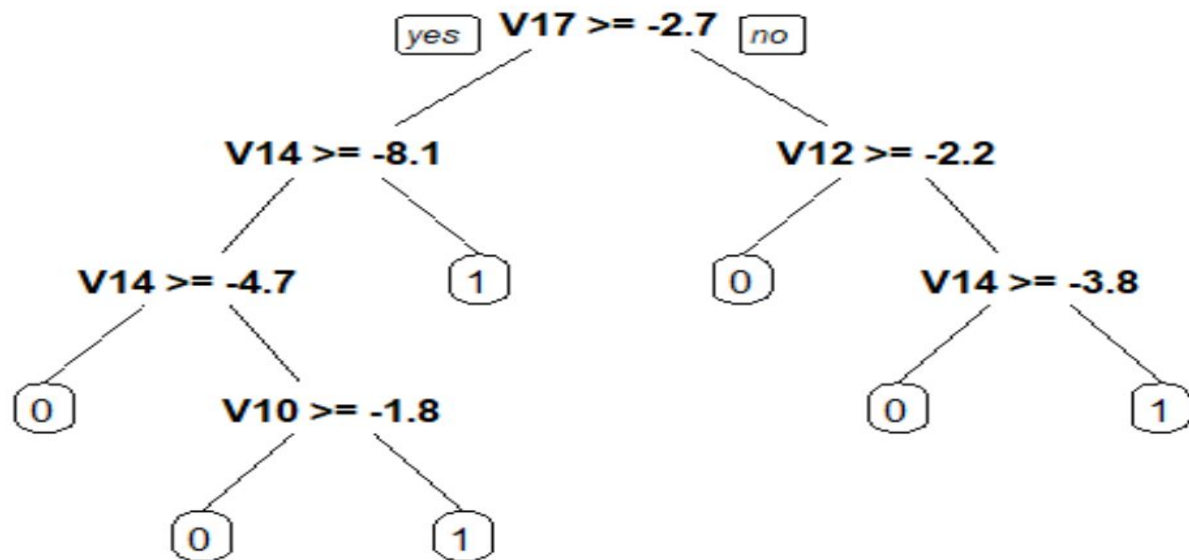 yes V17 >= -2.7 no
V14 >= -8.1 V12 >= -2.2
V14 >= -4.7 1 0 V14 >= -3.8
0 V10 >= -1.8 0 1
0 1